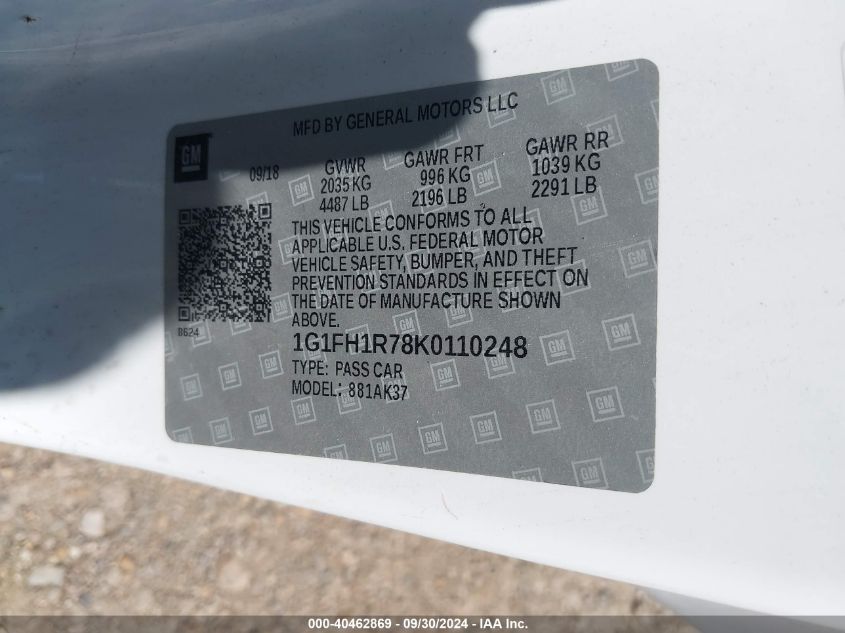 MFD BY GENERAL MOTORS LLC
GM
09/18
GVWR GAWR FRT GAWR RR
2035 KG 996 KG 1039 KG
4487 LB 2196 LB 2291 LB
THIS VEHICLE CONFORMS TO ALL
APPLICABLE U.S. FEDERAL MOTOR
VEHICLE SAFETY, BUMPER, AND THEFT
PREVENTION STANDARDS IN EFFECT ON
THE DATE OF MANUFACTURE SHOWN
ABOVE.
B624
1G1FH1R78K0110248
TYPE: PASS CAR
MODEL: 881AK37
000-40462869 - 09/30/2024 - IAA Inc.